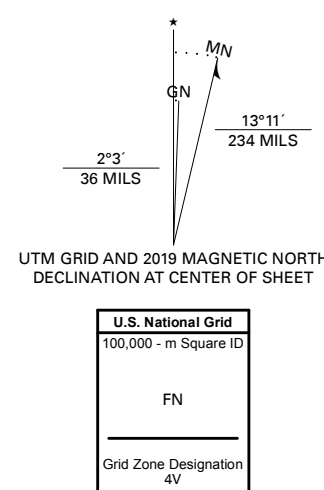 ★
MN
GN
13°11´
234 MILS
2°3´
36 MILS
UTM GRID AND 2019 MAGNETIC NORTH
DECLINATION AT CENTER OF SHEET
U.S. National Grid
100,000 - m Square ID
FN
Grid Zone Designation
4V